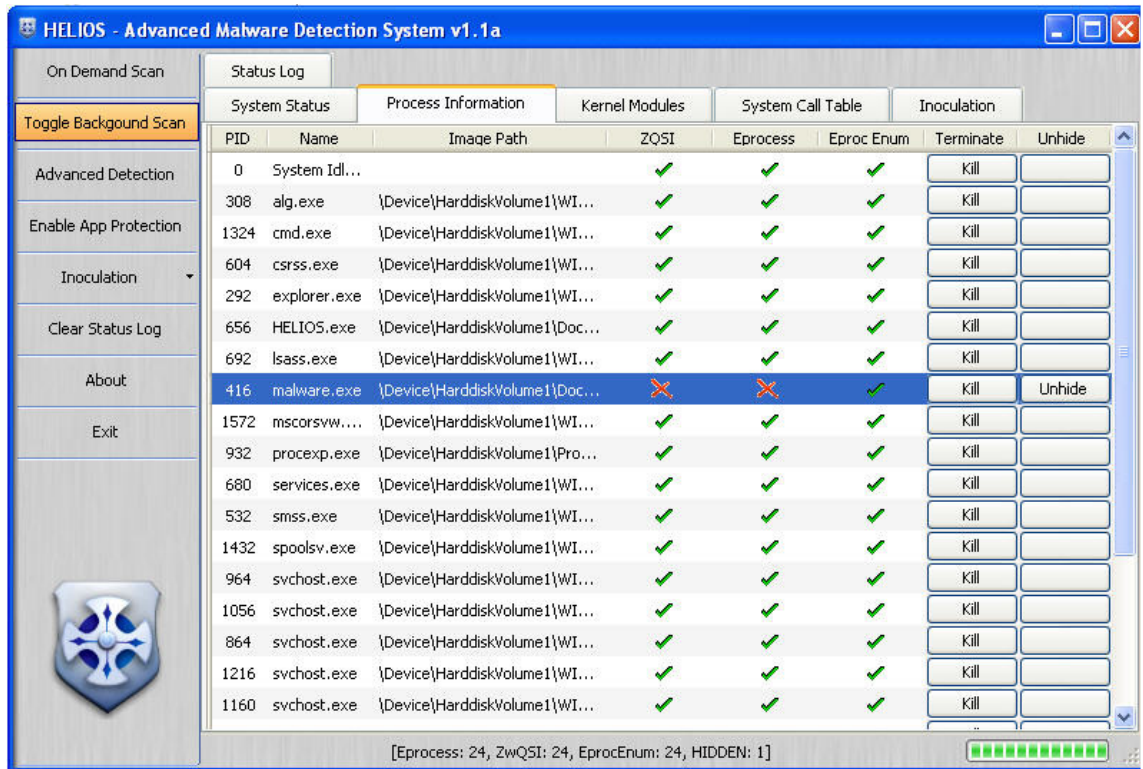 HELIOS - Advanced Malware Detection System v1.1a
On Demand Scan
Toggle Backgound Scan
Advanced Detection
Enable App Protection
Inoculation
Clear Status Log
About
Exit
Status Log
System Status Process Information Kernel Modules System Call Table Inoculation
PID Name Image Path ZQSI Eprocess Eproc Enum Terminate Unhide
0 System Idl... Kill
308 alg.exe \Device\HarddiskVolume1\WI... Kill
1324 cmd.exe \Device\HarddiskVolume1\WI... Kill
604 csrss.exe \Device\HarddiskVolume1\WI... Kill
292 explorer.exe \Device\HarddiskVolume1\WI... Kill
656 HELIOS.exe \Device\HarddiskVolume1\Doc... Kill
692 lsass.exe \Device\HarddiskVolume1\WI... Kill
416 malware.exe \Device\HarddiskVolume1\Doc... Kill Unhide
1572 mscorsvw.... \Device\HarddiskVolume1\WI... Kill
932 procexp.exe \Device\HarddiskVolume1\Pro... Kill
680 services.exe \Device\HarddiskVolume1\WI... Kill
532 smss.exe \Device\HarddiskVolume1\WI... Kill
1432 spoolsv.exe \Device\HarddiskVolume1\WI... Kill
964 svchost.exe \Device\HarddiskVolume1\WI... Kill
1056 svchost.exe \Device\HarddiskVolume1\WI... Kill
864 svchost.exe \Device\HarddiskVolume1\WI... Kill
1216 svchost.exe \Device\HarddiskVolume1\WI... Kill
1160 svchost.exe \Device\HarddiskVolume1\WI... Kill
[Eprocess: 24, ZwQSI: 24, EprocEnum: 24, HIDDEN: 1]